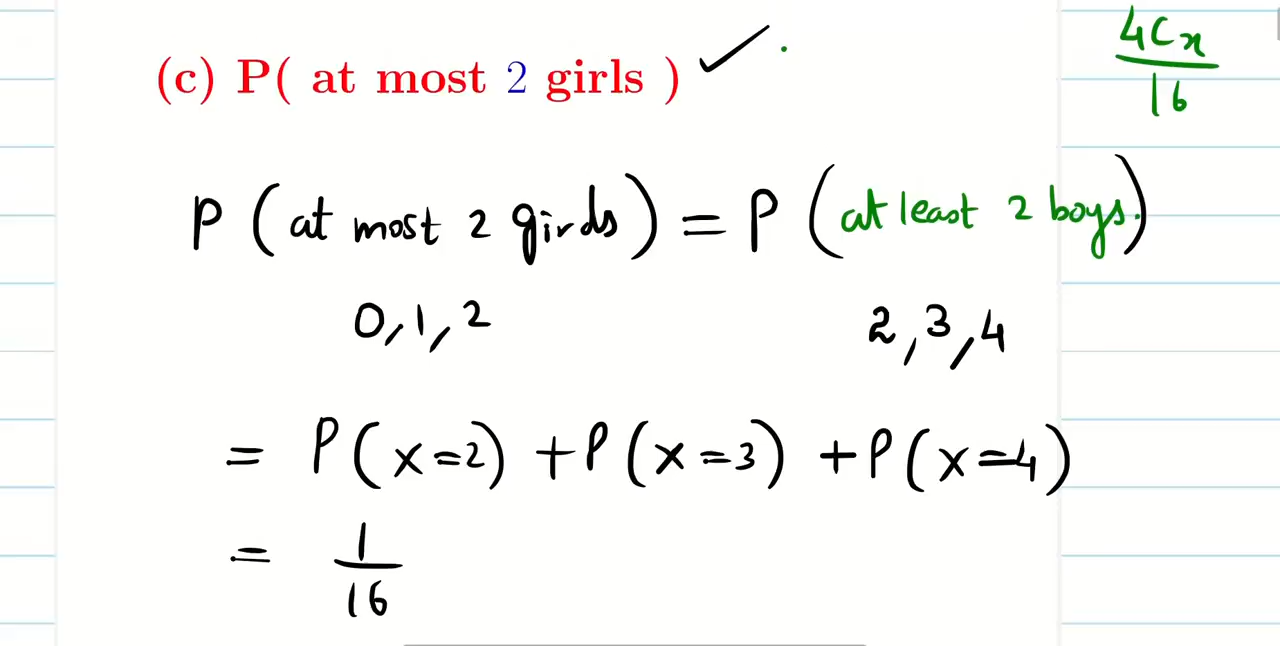 (c) P( at most 2 girls ) ✓
4Cx
16
P (at most 2 girds) = P (at least 2 boys.)
0, 1, 2    2, 3, 4
= P(x=2) + P(x=3) + P(x=4)
= 1
16